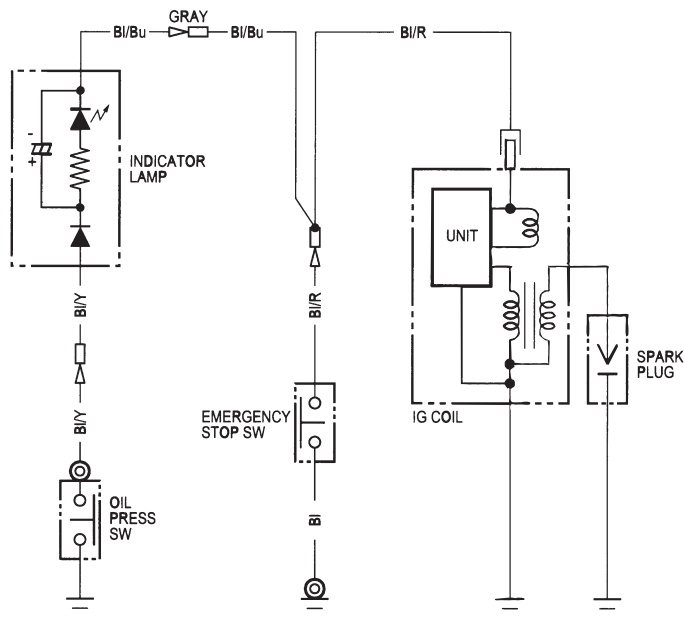 GRAY
Bl/Bu
Bl/Bu
Bl/R
-
+
INDICATOR
LAMP
UNIT
Bl/Y
Bl/R
SPARK
PLUG
IG COIL
EMERGENCY
STOP SW
Bl/Y
OIL
PRESS
SW
Bl